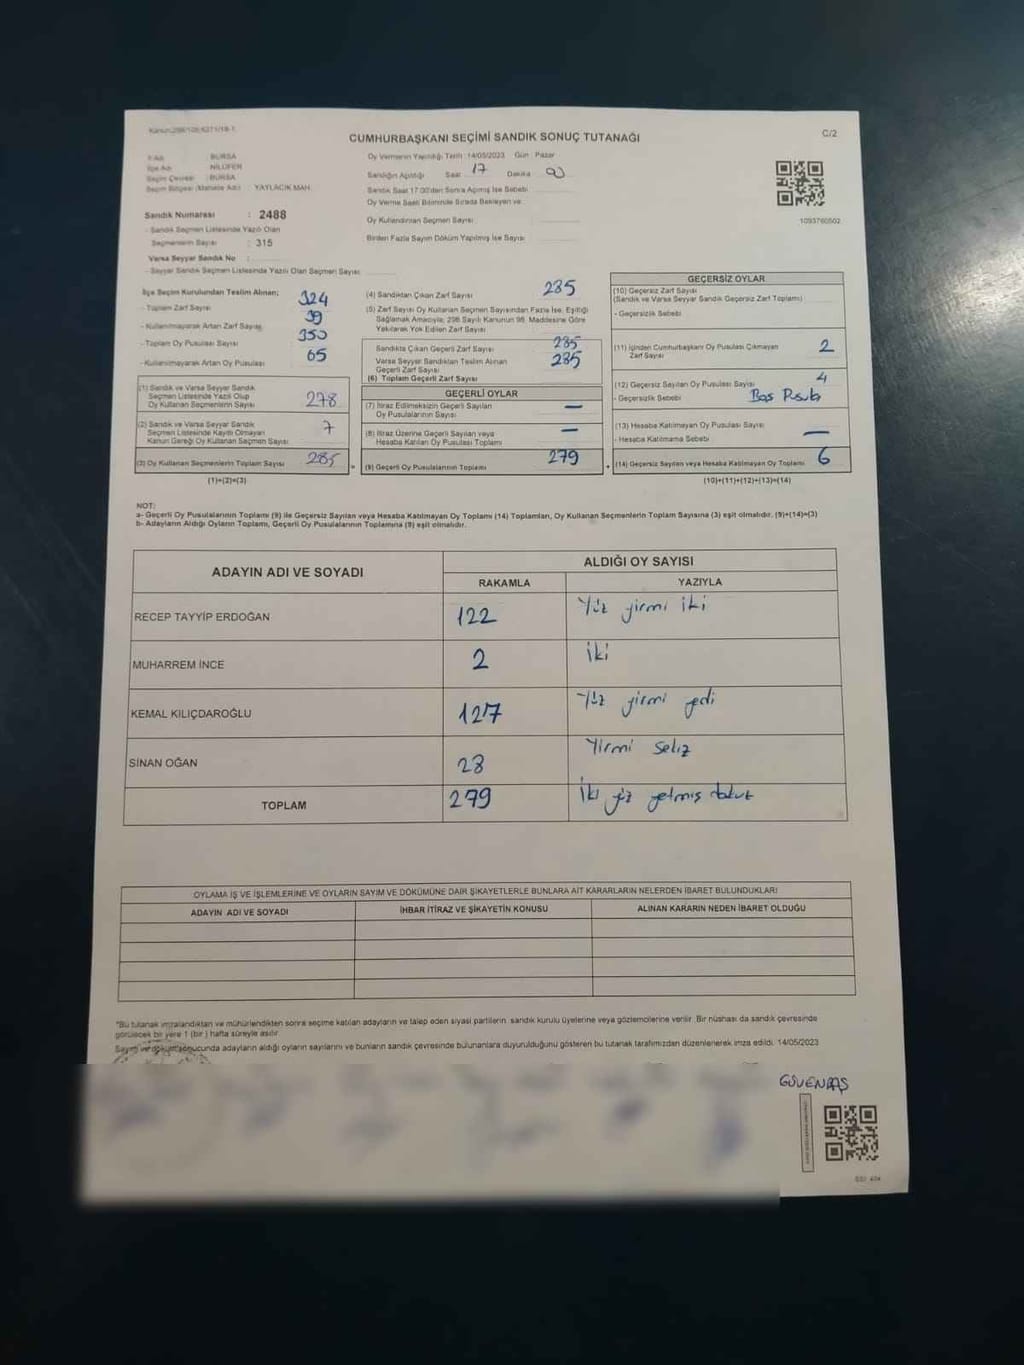 Kanun:298/105;6271/19-1
CUMHURBAŞKANI SEÇİMİ SANDIK SONUÇ TUTANAĞI
C/2
İl Adı : BURSA
İlçe Adı : NİLÜFER
Seçim Çevresi : BURSA
Seçim Bölgesi (Mahalle Adı) : YAYLACIK MAH.
Sandık Numarası : 2488
- Sandık Seçmen Listesinde Yazılı Olan
Seçmenlerin Sayısı : 315
Varsa Seyyar Sandık No :
- Seyyar Sandık Seçmen Listesinde Yazılı Olan Seçmen Sayısı
Oy Vermenin Yapıldığı Tarih :14/05/2023 Gün : Pazar
Sandığın Açıldığı Saat 17 Dakika 00
Sandık Saat 17.00'den Sonra Açılmış İse Sebebi
Oy Verme Saati Bitiminde Sırada Bekleyen ve
Oy Kullandırılan Seçmen Sayısı
Birden Fazla Sayım Döküm Yapılmış İse Sayısı
1093760502
İlçe Seçim Kurulundan Teslim Alınan;
- Toplam Zarf Sayısı 324
- Kullanılmayarak Artan Zarf Sayısı 39
- Toplam Oy Pusulası Sayısı 350
- Kullanılmayarak Artan Oy Pusulası 65
(1) Sandık ve Varsa Seyyar Sandık
Seçmen Listesinde Yazılı Olup
Oy Kullanan Seçmenlerin Sayısı 278
(2) Sandık ve Varsa Seyyar Sandık
Seçmen Listesinde Kayıtlı Olmayan
Kanun Gereği Oy Kullanan Seçmen Sayısı 7
(3) Oy Kullanan Seçmenlerin Toplam Sayısı 285
(1)+(2)=(3)
(4) Sandıktan Çıkan Zarf Sayısı 285
(5) Zarf Sayısı Oy Kullanan Seçmen Sayısından Fazla İse, Eşitliği
Sağlamak Amacıyla; 298 Sayılı Kanunun 98. Maddesine Göre
Yakılarak Yok Edilen Zarf Sayısı
Sandıkta Çıkan Geçerli Zarf Sayısı 285
Varsa Seyyar Sandıktan Teslim Alınan
Geçerli Zarf Sayısı
(6) Toplam Geçerli Zarf Sayısı 285
GEÇERLİ OYLAR
(7) İtiraz Edilmeksizin Geçerli Sayılan
Oy Pusulalarının Sayısı —
(8) İtiraz Üzerine Geçerli Sayılan veya
Hesaba Katılan Oy Pusulası Toplamı —
(9) Geçerli Oy Pusulalarının Toplamı 279
GEÇERSİZ OYLAR
(10) Geçersiz Zarf Sayısı
(Sandık ve Varsa Seyyar Sandık Geçersiz Zarf Toplamı)
- Geçersizlik Sebebi
(11) İçinden Cumhurbaşkanı Oy Pusulası Çıkmayan
Zarf Sayısı 2
(12) Geçersiz Sayılan Oy Pusulası Sayısı 4
- Geçersizlik Sebebi Boş Pusula
(13) Hesaba Katılmayan Oy Pusulası Sayısı —
- Hesaba Katılmama Sebebi
(14) Geçersiz Sayılan veya Hesaba Katılmayan Oy Toplamı 6
(10)+(11)+(12)+(13)=(14)
NOT:
a- Geçerli Oy Pusulalarının Toplamı (9) ile Geçersiz Sayılan veya Hesaba Katılmayan Oy Toplamı (14) Toplamları, Oy Kullanan Seçmenlerin Toplam Sayısına (3) eşit olmalıdır. (9)+(14)=(3)
b- Adayların Aldığı Oyların Toplamı, Geçerli Oy Pusulalarının Toplamına (9) eşit olmalıdır.
ADAYIN ADI VE SOYADI
ALDIĞI OY SAYISI
RAKAMLA YAZIYLA
RECEP TAYYİP ERDOĞAN 122 Yüz yirmi iki
MUHARREM İNCE 2 iki
KEMAL KILIÇDAROĞLU 127 Yüz yirmi yedi
SİNAN OĞAN 28 Yirmi sekiz
TOPLAM 279 İki yüz yetmiş dokuz
OYLAMA İŞ VE İŞLEMLERİNE VE OYLARIN SAYIM VE DÖKÜMÜNE DAİR ŞİKAYETLERLE BUNLARA AİT KARARLARIN NELERDEN İBARET BULUNDUKLARI
ADAYIN ADI VE SOYADI İHBAR İTİRAZ VE ŞİKAYETİN KONUSU ALINAN KARARIN NEDEN İBARET OLDUĞU
*Bu tutanak imzalandıktan ve mühürlendikten sonra seçime katılan adayların ve talep eden siyasi partilerin sandık kurulu üyelerine veya gözlemcilerine verilir. Bir nüshası da sandık çevresinde
görülecek bir yere 1 (bir ) hafta süreyle asılır.
Sayım ve döküm sonucunda adayların aldığı oyların sayılarını ve bunların sandık çevresinde bulunanlara duyurulduğunu gösteren bu tutanak tarafımızdan düzenlenerek imza edildi. 14/05/2023
GÜVENBAŞ